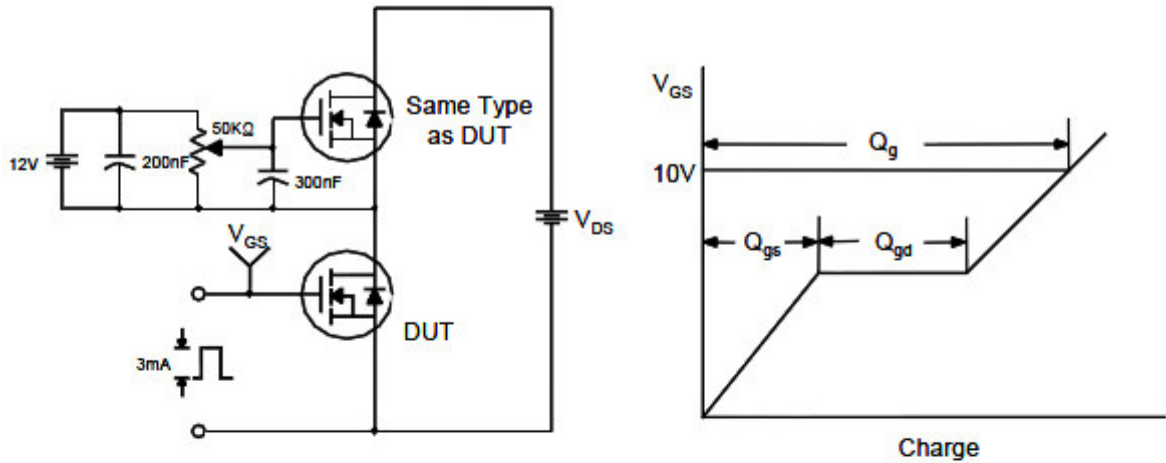 12V
200nF
50KΩ
300nF
Same Type
as DUT
V_GS
DUT
3mA
V_DS
V_GS
10V
Q_g
Q_gs
Q_gd
Charge